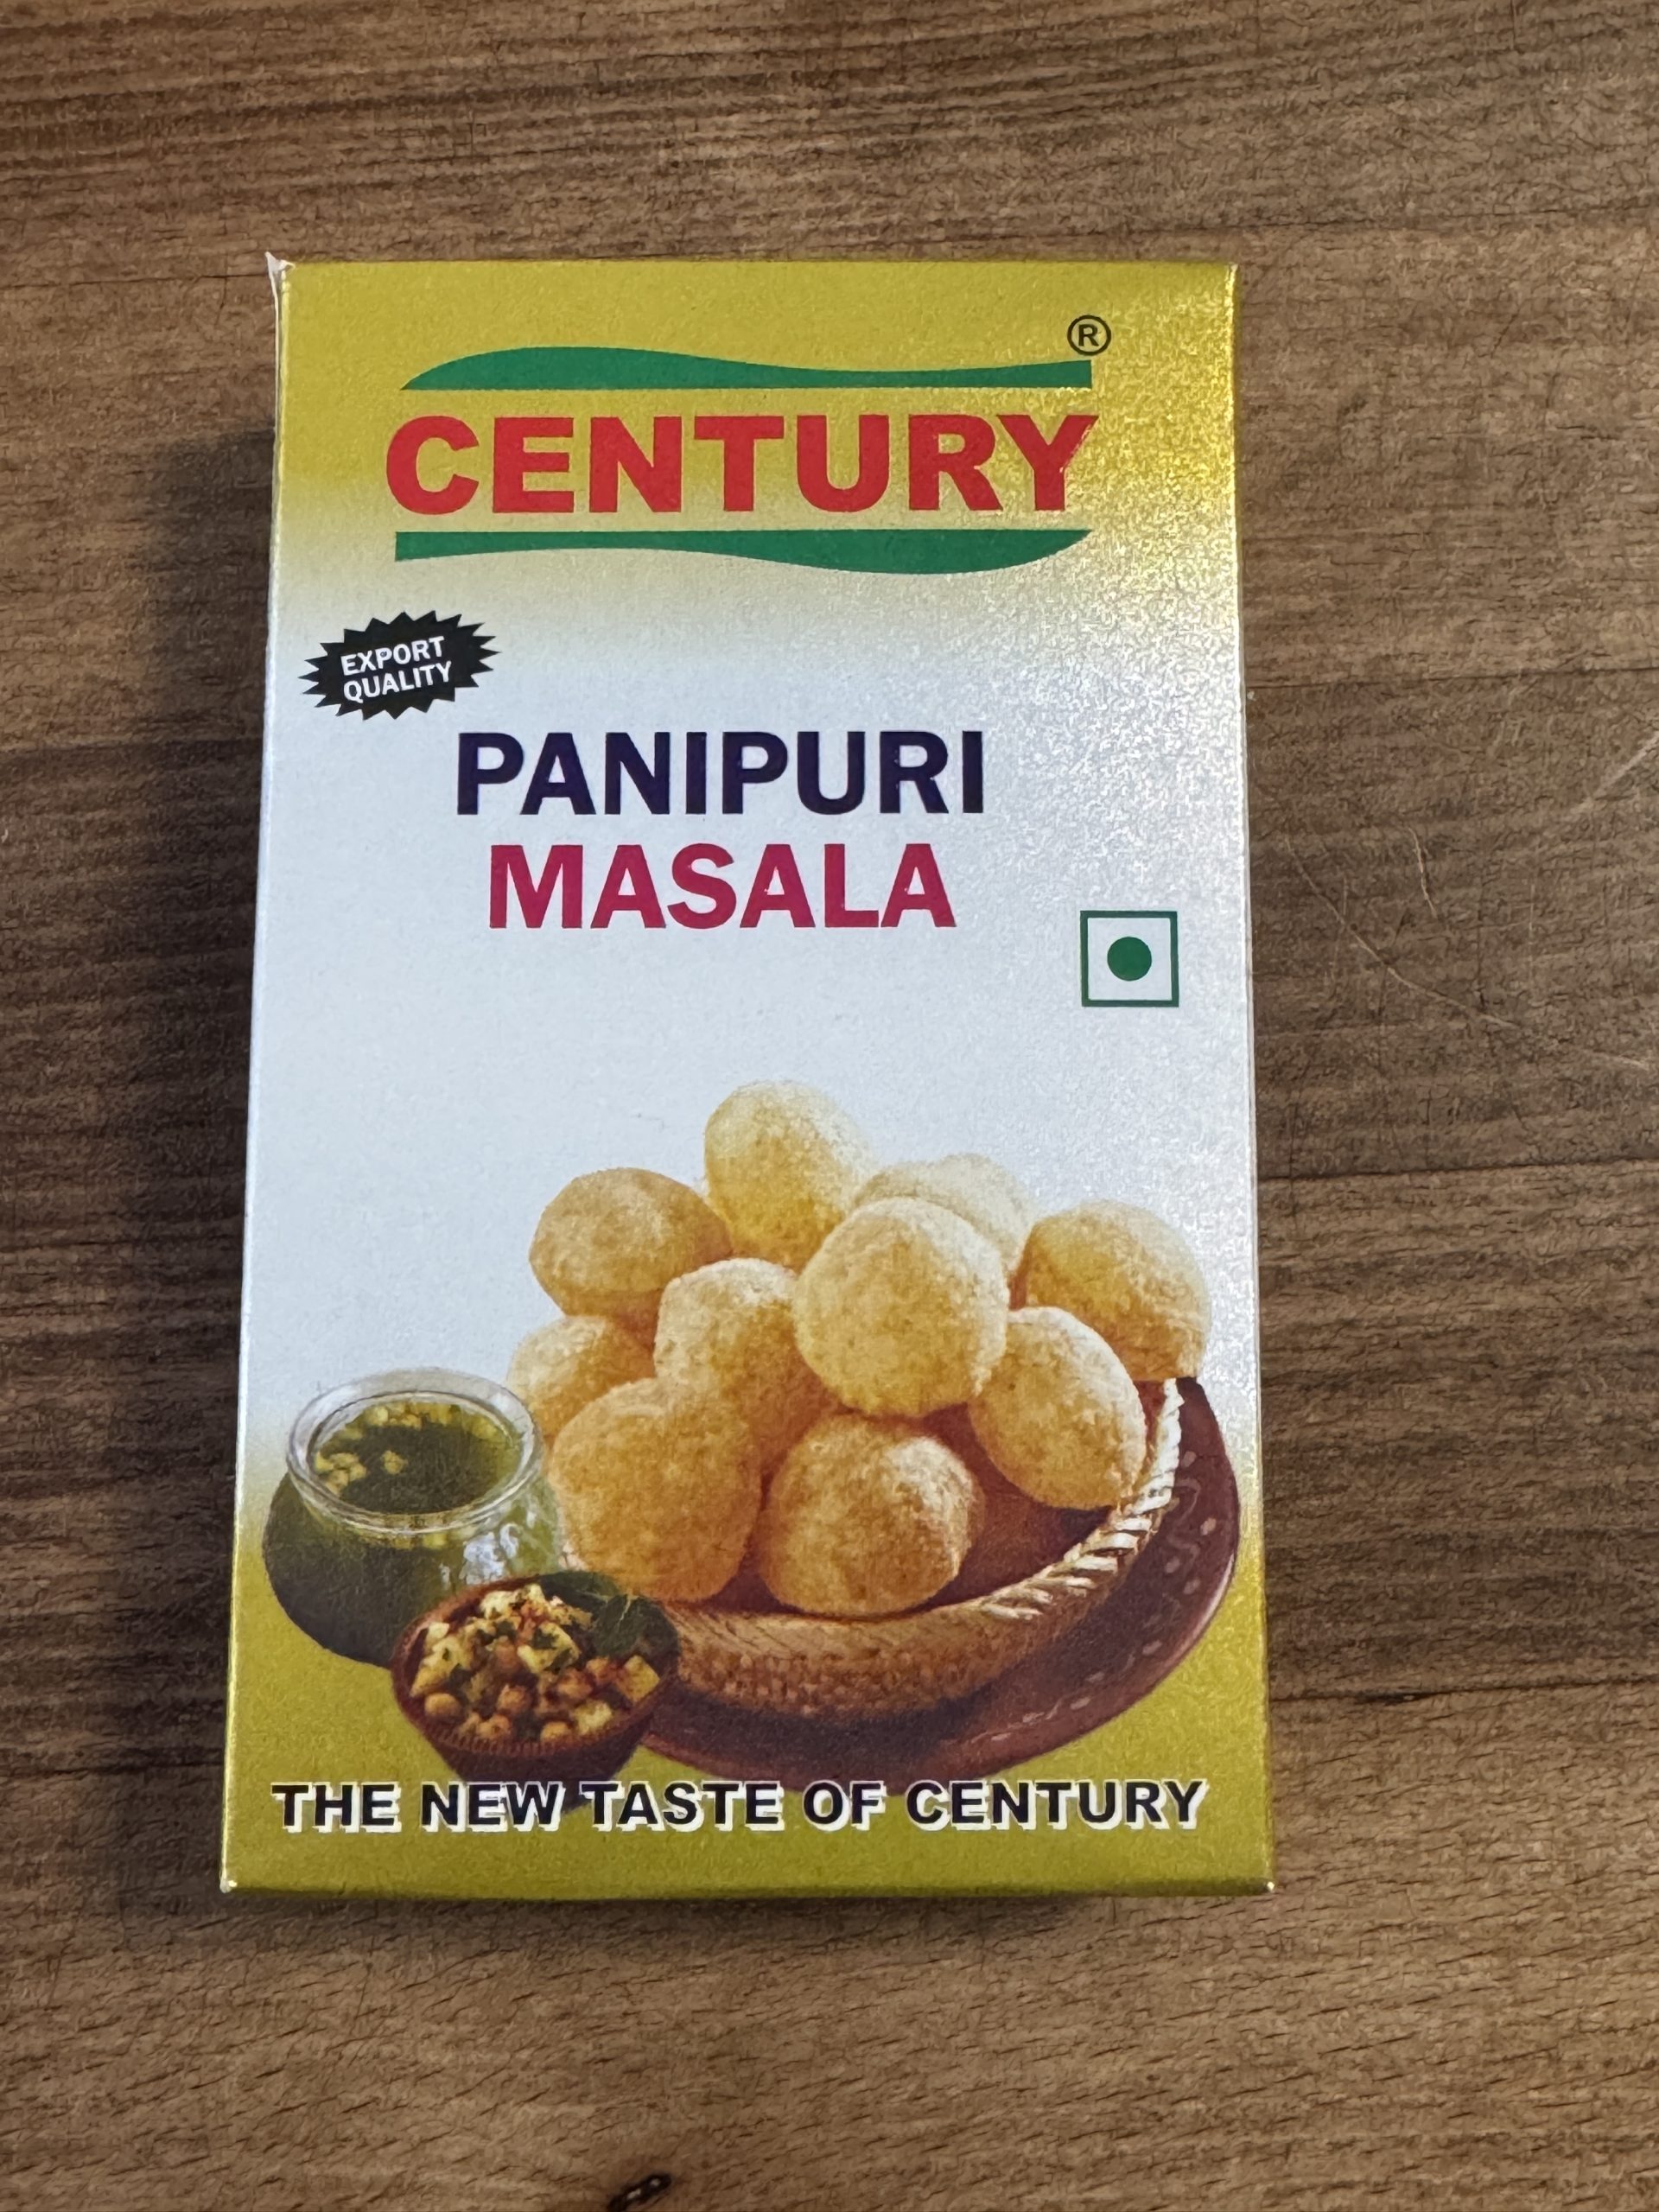 ®
CENTURY
EXPORT
QUALITY
PANIPURI
MASALA
THE NEW TASTE OF CENTURY